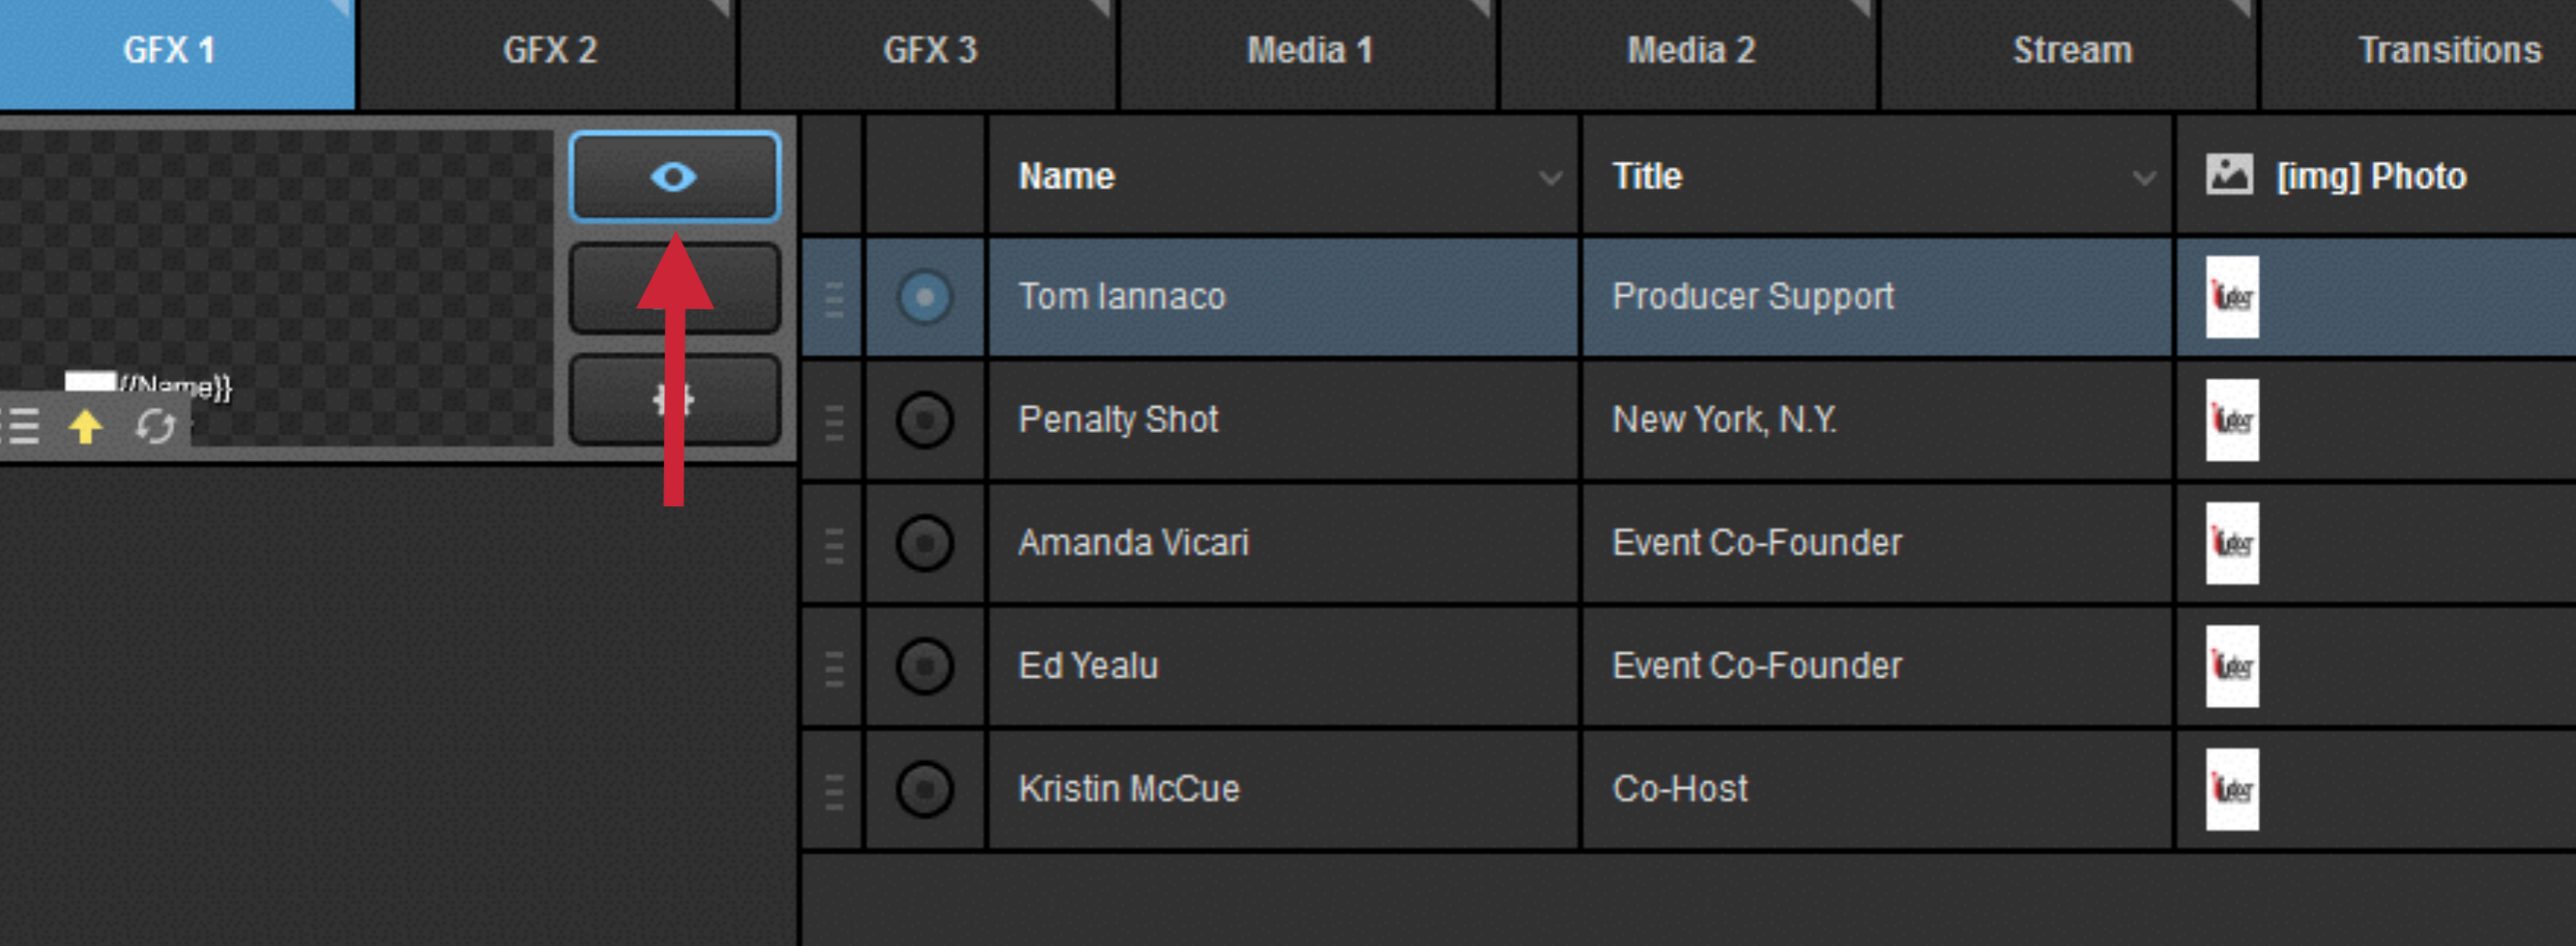 GFX 1 GFX 2 GFX 3 Media 1 Media 2 Stream Transitions
Name Title [img] Photo
Tom Iannaco Producer Support
Penalty Shot New York, N.Y.
{{Name}}
Amanda Vicari Event Co-Founder
Ed Yealu Event Co-Founder
Kristin McCue Co-Host